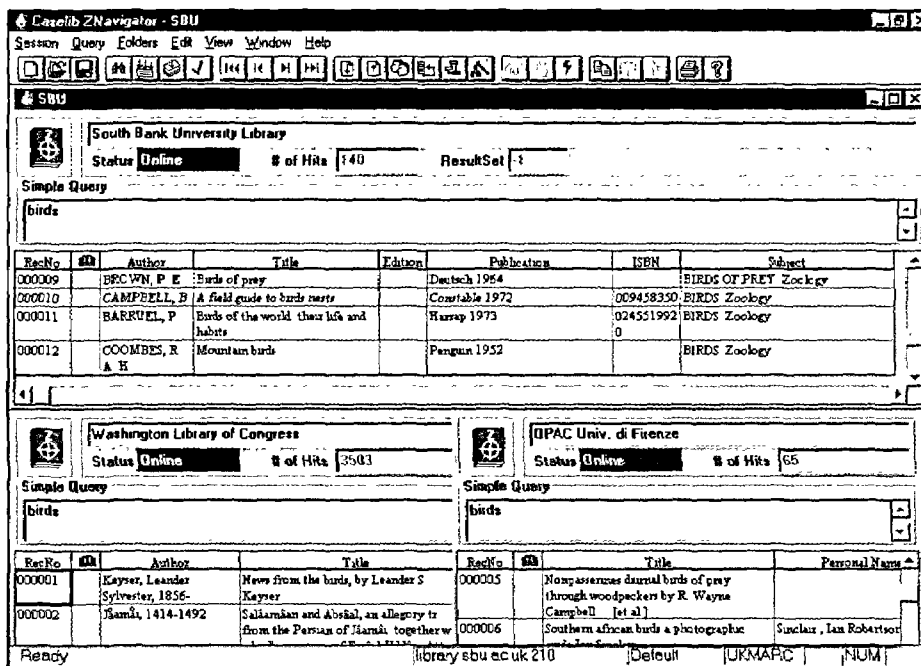 Caselib ZNavigator - SBU
Session Query Folders Edit View Window Help
SBU
South Bank University Library
Status Online # of Hits 140 ResultSet -1
Simple Query
birds
RecNo Author Title Edition Publication ISBN Subject
000009 BROWN, P E Birds of prey Deutsch 1964 BIRDS OF PREY Zoology
000010 CAMPBELL, B A field guide to birds nests Constable 1972 009458350 BIRDS Zoology
000011 BARRUEL, P Birds of the world their life and Harrap 1973 024551992 BIRDS Zoology
habits 0
000012 COOMBES, R Mountain birds Penguin 1952 BIRDS Zoology
A H
Washington Library of Congress
Status Online # of Hits 3503
Simple Query
birds
RecNo Author Title
000001 Keyser, Leander News from the birds, by Leander S
Sylvester, 1856- Keyser
000002 Jåamåi, 1414-1492 Salåamåan and Absåal, an allegory tr
from the Persian of Jåamåi together w
OPAC Univ. di Firenze
Status Online # of Hits 65
Simple Query
birds
RecNo Title Personal Name
000005 Nonpasserines diurnal birds of prey
through woodpeckers by R. Wayne
Campbell [et al]
000006 Southern african birds a photographic Sinclair, Ian Robertson
Ready library sbu ac uk 210 Default UKMARC NUM